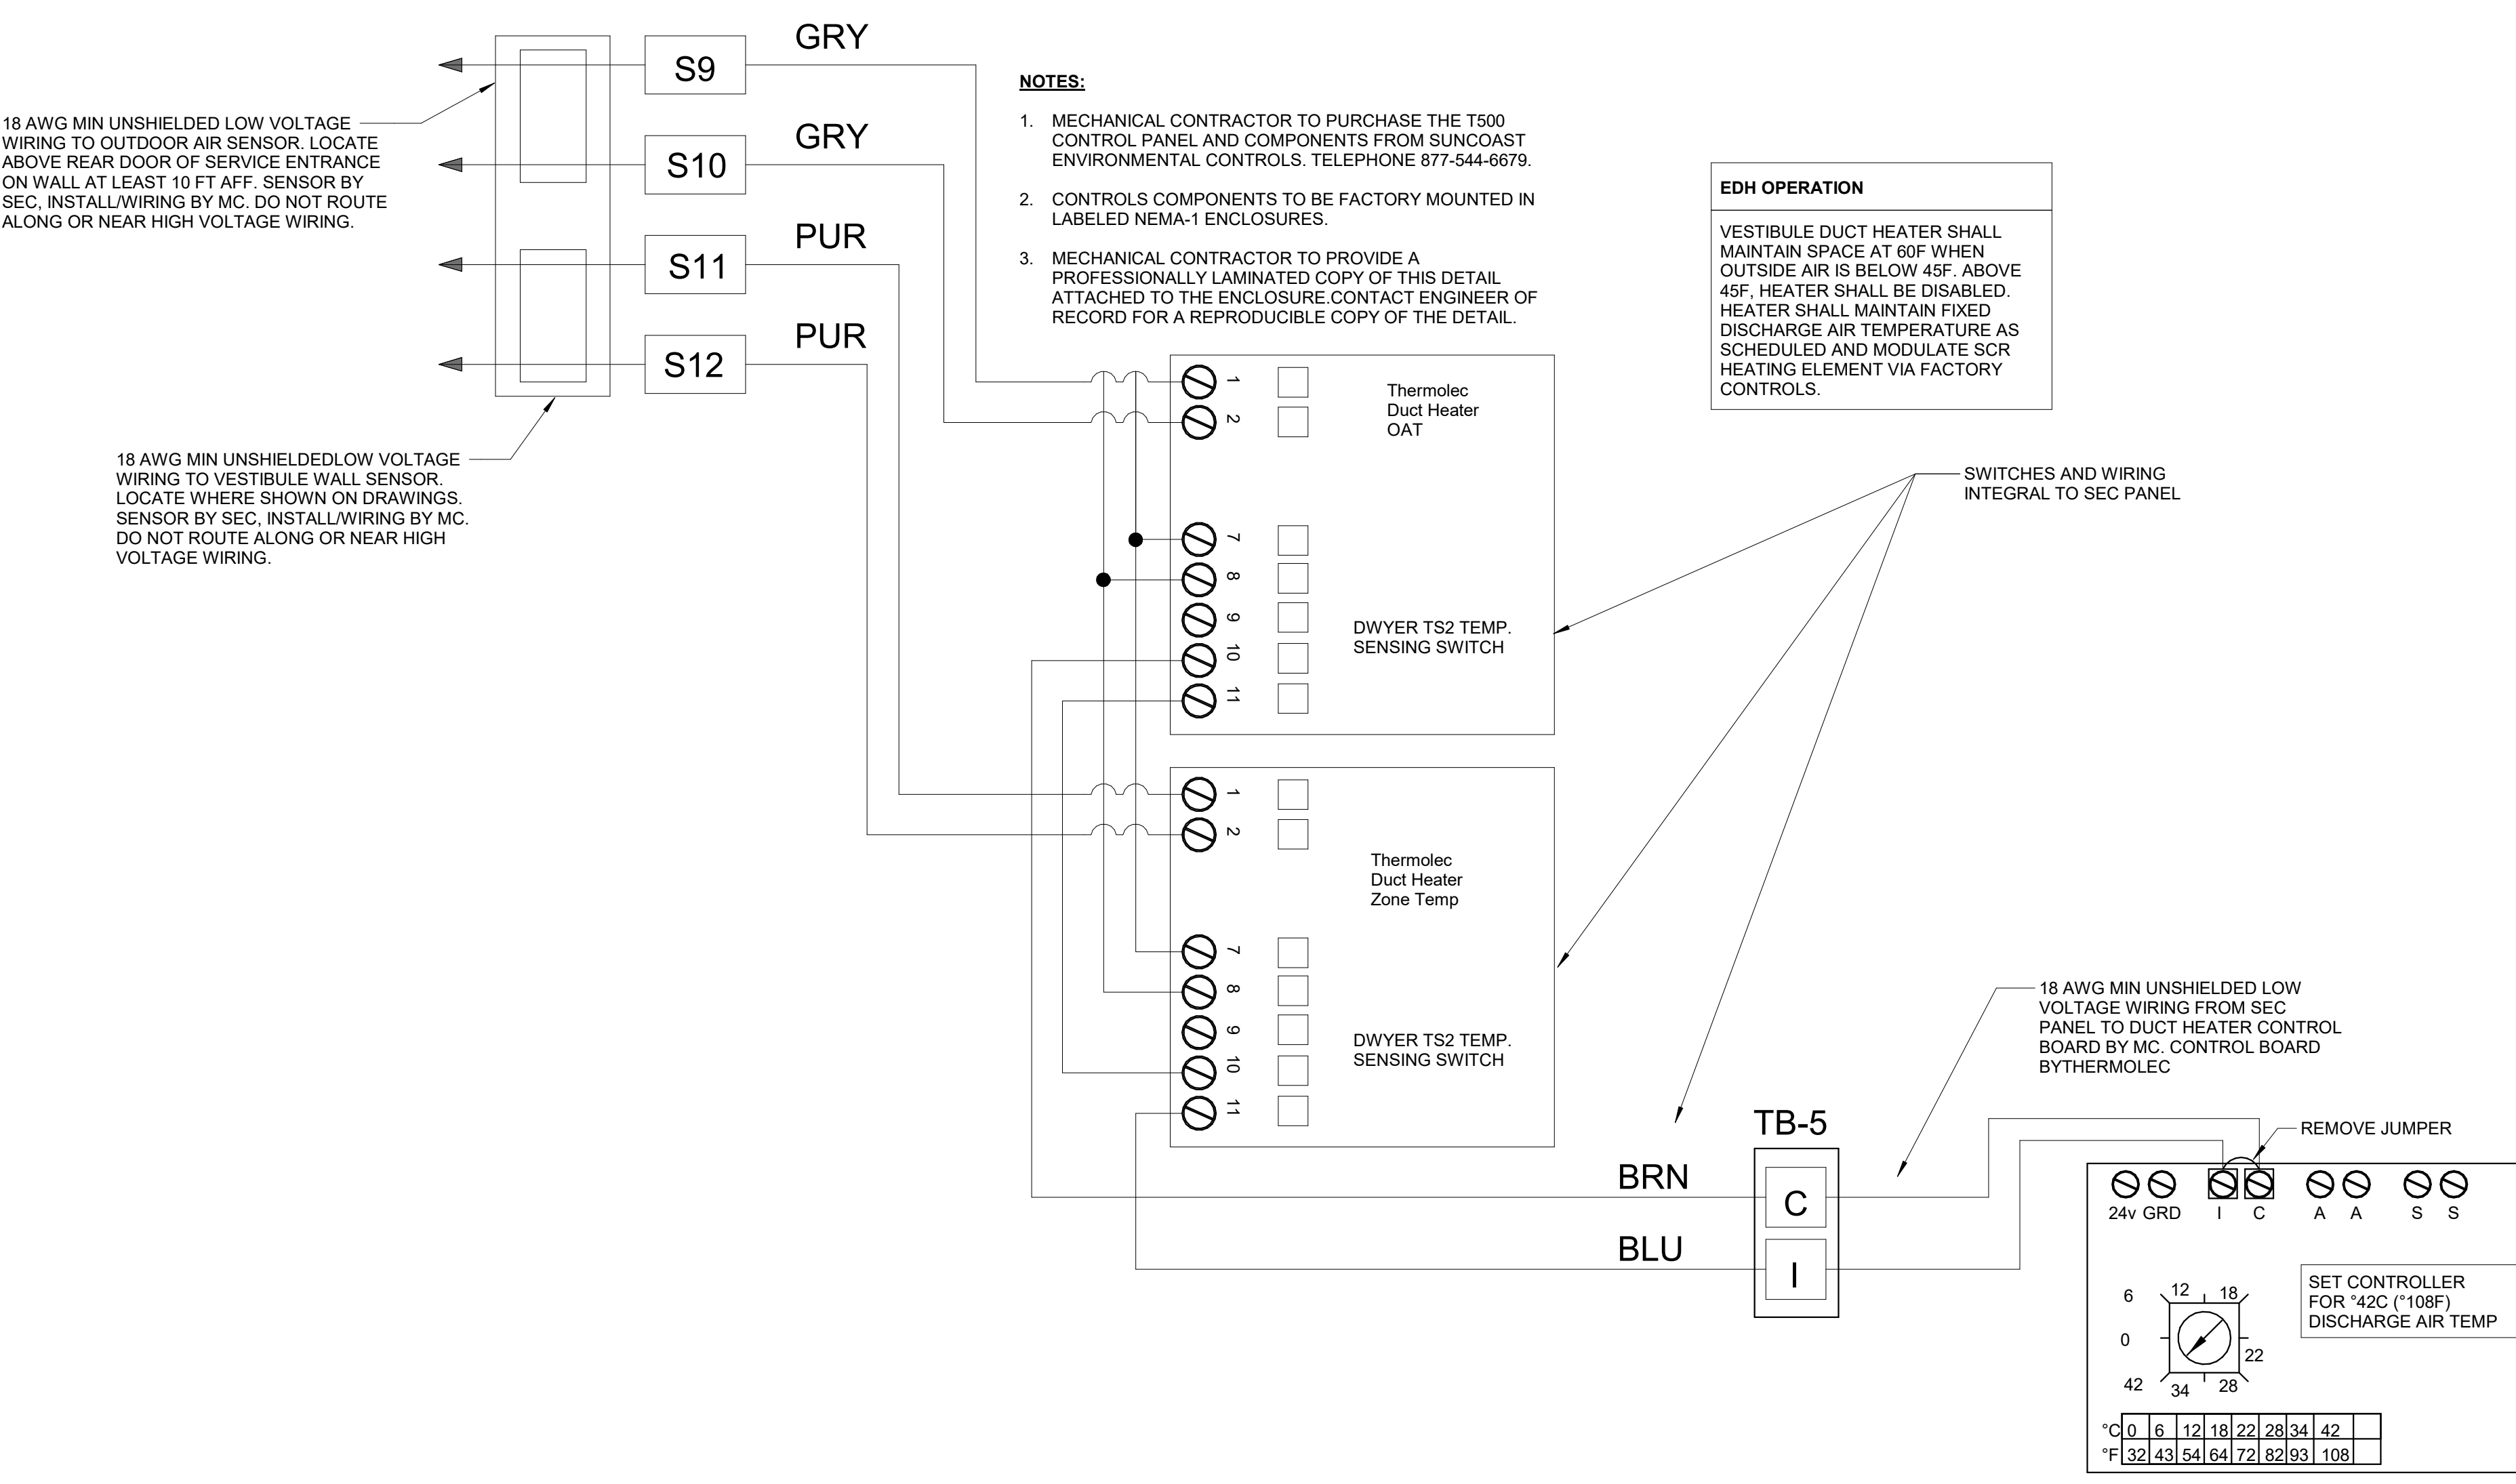 GRY
S9
GRY
S10
PUR
S11
PUR
S12
18 AWG MIN UNSHIELDED LOW VOLTAGE
WIRING TO OUTDOOR AIR SENSOR. LOCATE
ABOVE REAR DOOR OF SERVICE ENTRANCE
ON WALL AT LEAST 10 FT AFF. SENSOR BY
SEC, INSTALL/WIRING BY MC. DO NOT ROUTE
ALONG OR NEAR HIGH VOLTAGE WIRING.
18 AWG MIN UNSHIELDEDLOW VOLTAGE
WIRING TO VESTIBULE WALL SENSOR.
LOCATE WHERE SHOWN ON DRAWINGS.
SENSOR BY SEC, INSTALL/WIRING BY MC.
DO NOT ROUTE ALONG OR NEAR HIGH
VOLTAGE WIRING.
NOTES:
1. MECHANICAL CONTRACTOR TO PURCHASE THE T500
CONTROL PANEL AND COMPONENTS FROM SUNCOAST
ENVIRONMENTAL CONTROLS. TELEPHONE 877-544-6679.
2. CONTROLS COMPONENTS TO BE FACTORY MOUNTED IN
LABELED NEMA-1 ENCLOSURES.
3. MECHANICAL CONTRACTOR TO PROVIDE A
PROFESSIONALLY LAMINATED COPY OF THIS DETAIL
ATTACHED TO THE ENCLOSURE.CONTACT ENGINEER OF
RECORD FOR A REPRODUCIBLE COPY OF THE DETAIL.
EDH OPERATION
VESTIBULE DUCT HEATER SHALL
MAINTAIN SPACE AT 60F WHEN
OUTSIDE AIR IS BELOW 45F. ABOVE
45F, HEATER SHALL BE DISABLED.
HEATER SHALL MAINTAIN FIXED
DISCHARGE AIR TEMPERATURE AS
SCHEDULED AND MODULATE SCR
HEATING ELEMENT VIA FACTORY
CONTROLS.
1
2
7
8
9
10
11
Thermolec
Duct Heater
OAT
DWYER TS2 TEMP.
SENSING SWITCH
SWITCHES AND WIRING
INTEGRAL TO SEC PANEL
1
2
7
8
9
10
11
Thermolec
Duct Heater
Zone Temp
DWYER TS2 TEMP.
SENSING SWITCH
18 AWG MIN UNSHIELDED LOW
VOLTAGE WIRING FROM SEC
PANEL TO DUCT HEATER CONTROL
BOARD BY MC. CONTROL BOARD
BYTHERMOLEC
TB-5
BRN
C
BLU
I
REMOVE JUMPER
24v GRD I C A A S S
SET CONTROLLER
FOR °42C (°108F)
DISCHARGE AIR TEMP
6 12 18
0
22
42 34 28
°C 0 6 12 18 22 28 34 42
°F 32 43 54 64 72 82 93 108